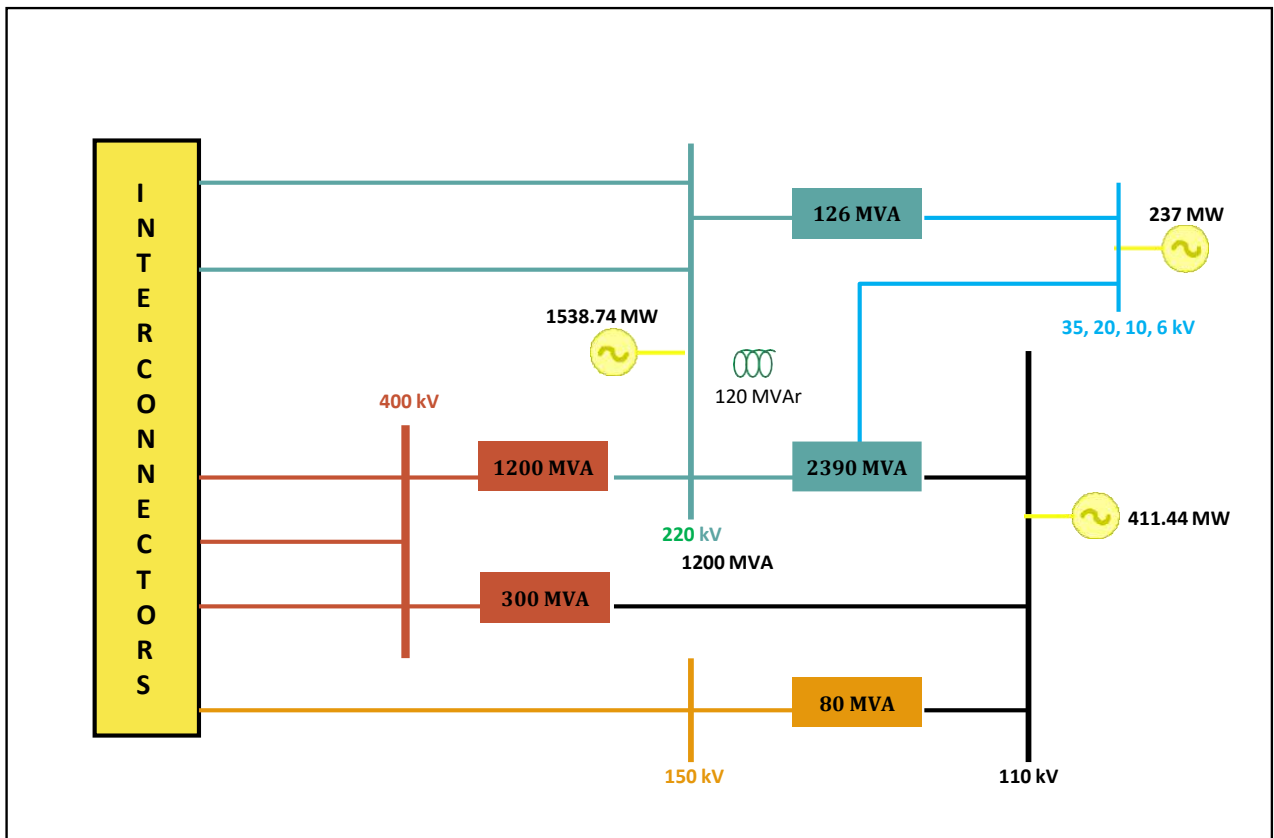 INTERCONNECTORS
126 MVA
237 MW
1538.74 MW
35, 20, 10, 6 kV
120 MVAr
400 kV
1200 MVA
2390 MVA
411.44 MW
220 kV
1200 MVA
300 MVA
80 MVA
150 kV
110 kV